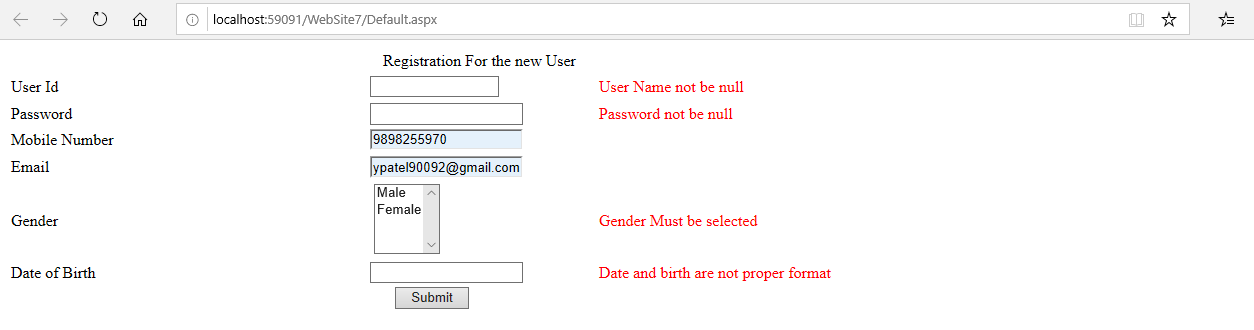 localhost:59091/WebSite7/Default.aspx
Registration For the new User
User Id User Name not be null
Password Password not be null
Mobile Number 9898255970
Email ypatel90092@gmail.com
Male
Female
Gender Gender Must be selected
Date of Birth Date and birth are not proper format
Submit